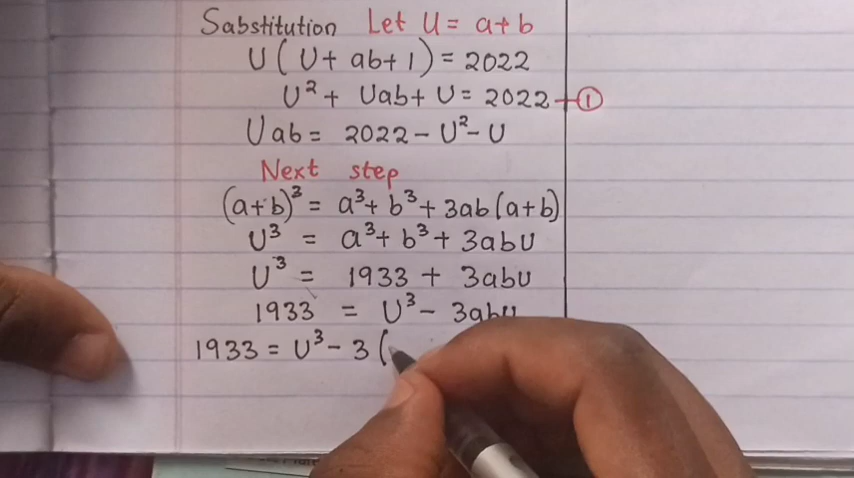 Sabstitution Let U = a+b
U(U + ab+1) = 2022
U² + Uab + U = 2022 - ①
Uab = 2022 - U² - U
Next step
(a+b)³ = a³ + b³ + 3ab(a+b)
U³ = a³ + b³ + 3abU
U³ = 1933 + 3abu
1933 = U³ - 3abu
1933 = U³ - 3(